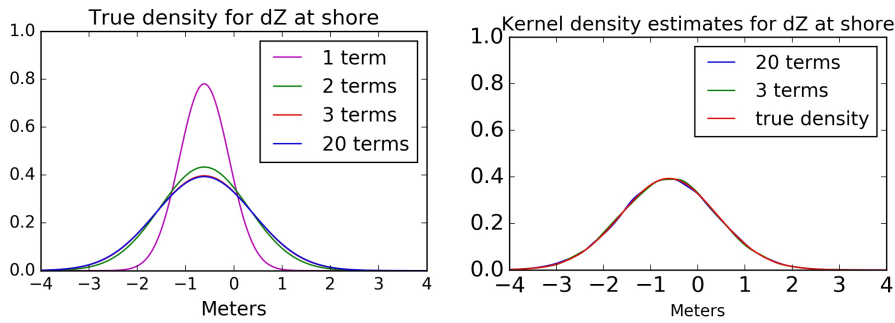 True density for dZ at shore
1.0
0.8
0.6
0.4
0.2
0.0
1 term
2 terms
3 terms
20 terms
−4 −3 −2 −1 0 1 2 3 4
Meters
Kernel density estimates for dZ at shore
1.0
0.8
0.6
0.4
0.2
0.0
20 terms
3 terms
true density
−4 −3 −2 −1 0 1 2 3 4
Meters